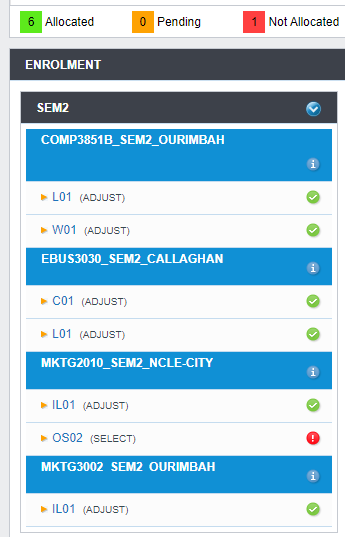 6 Allocated 0 Pending 1 Not Allocated
ENROLMENT
SEM2
COMP3851B_SEM2_OURIMBAH
L01 (ADJUST)
W01 (ADJUST)
EBUS3030_SEM2_CALLAGHAN
C01 (ADJUST)
L01 (ADJUST)
MKTG2010_SEM2_NCLE-CITY
IL01 (ADJUST)
OS02 (SELECT)
MKTG3002_SEM2_OURIMBAH
IL01 (ADJUST)